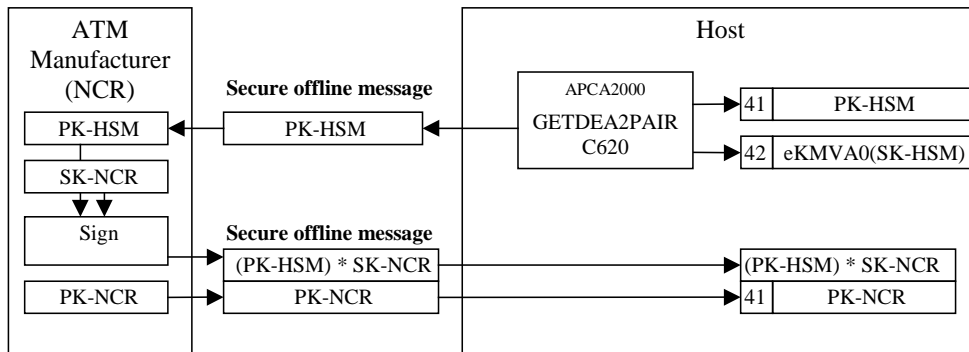 ATM
Manufacturer
(NCR)
PK-HSM
SK-NCR
Sign
PK-NCR
Secure offline message
PK-HSM
Secure offline message
(PK-HSM) * SK-NCR
PK-NCR
Host
APCA2000
GETDEA2PAIR
C620
41 PK-HSM
42 eKMVA0(SK-HSM)
(PK-HSM) * SK-NCR
41 PK-NCR